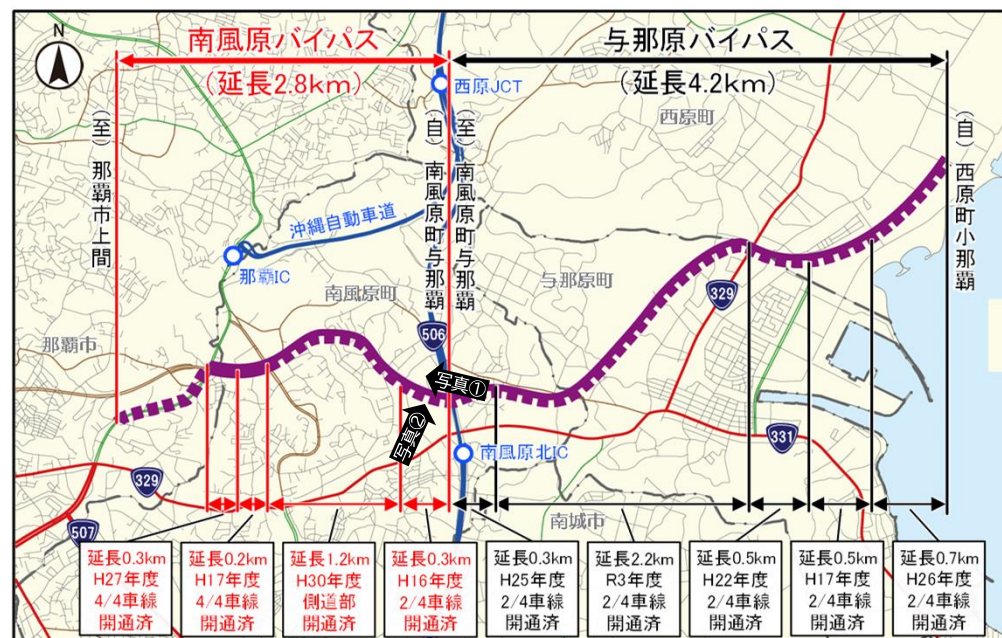 N
南風原バイパス
(延長2.8km)
与那原バイパス
(延長4.2km)
西原JCT
西原町
(至)那覇市上間
(自)南風原町与那覇
(至)南風原町与那覇
(自)西原町小那覇
沖縄自動車道
那覇IC
南風原町
与那原町
329
506
那覇市
写真①
写真②
331
南風原北IC
329
507
南城市
延長0.3km
H27年度
4/4車線
開通済
延長0.2km
H17年度
4/4車線
開通済
延長1.2km
H30年度
側道部
開通済
延長0.3km
H16年度
2/4車線
開通済
延長0.3km
H25年度
2/4車線
開通済
延長2.2km
R3年度
2/4車線
開通済
延長0.5km
H22年度
2/4車線
開通済
延長0.5km
H17年度
2/4車線
開通済
延長0.7km
H26年度
2/4車線
開通済